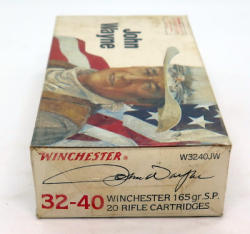 John
Wayne
WINCHESTER®
W3240JW
John Wayne
32-40
WINCHESTER 165 gr. S.P.
20 RIFLE CARTRIDGES